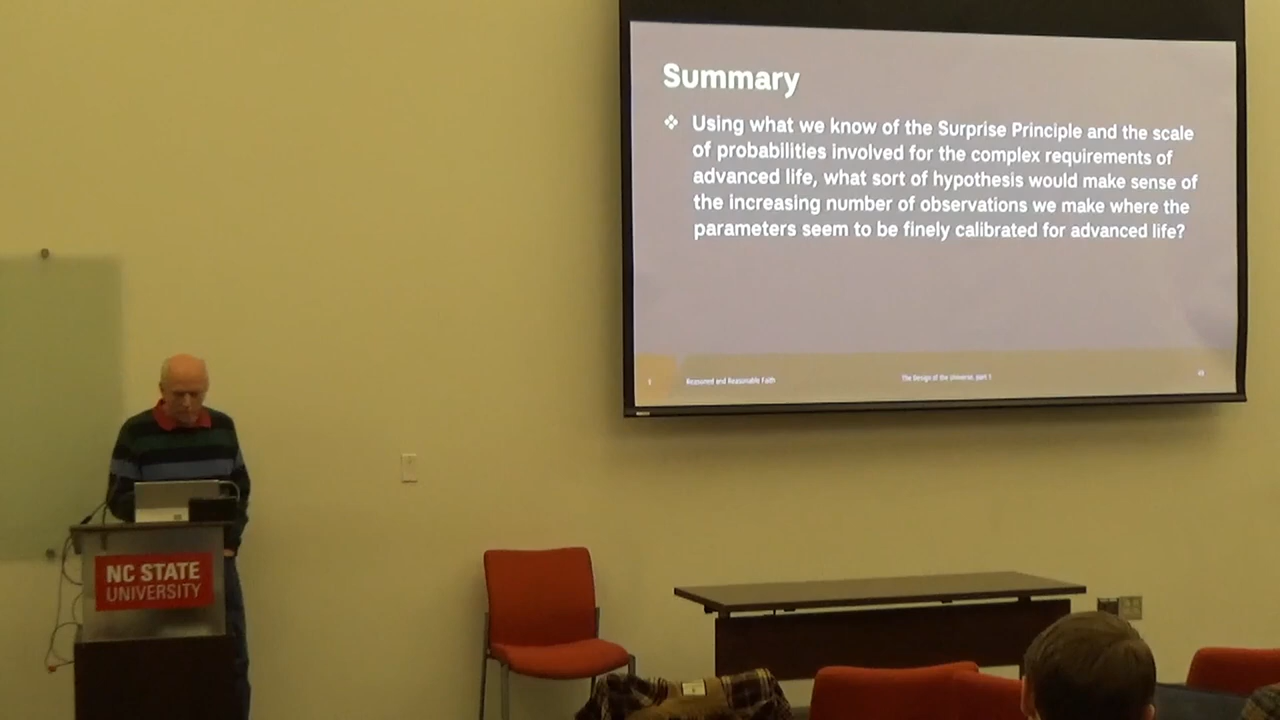 Summary
❖ Using what we know of the Surprise Principle and the scale
of probabilities involved for the complex requirements of
advanced life, what sort of hypothesis would make sense of
the increasing number of observations we make where the
parameters seem to be finely calibrated for advanced life?
Reasoned and Reasonable Faith
The Design of the Universe, part 1
NC STATE
UNIVERSITY